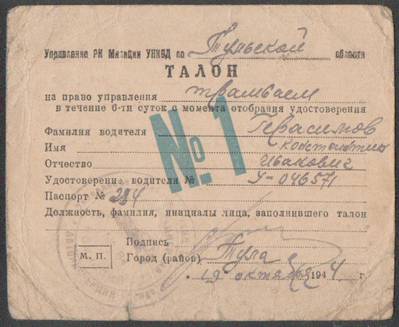 Управление РК Милиции УНКВД по Тульской области
ТАЛОН
на право управления трамваем
в течение 6-ти суток с момента отобрания удостоверения
№ 1
Фамилия водителя Герасимов
Имя Константин
Отчество Иванович
Удостоверени водителя № У-046571
Паспорт № 284
Должность, фамилия, инициалы лица, заполнившего талон
М. П.
Подпись
Город (район) Тула
„19" октября 1944 г.